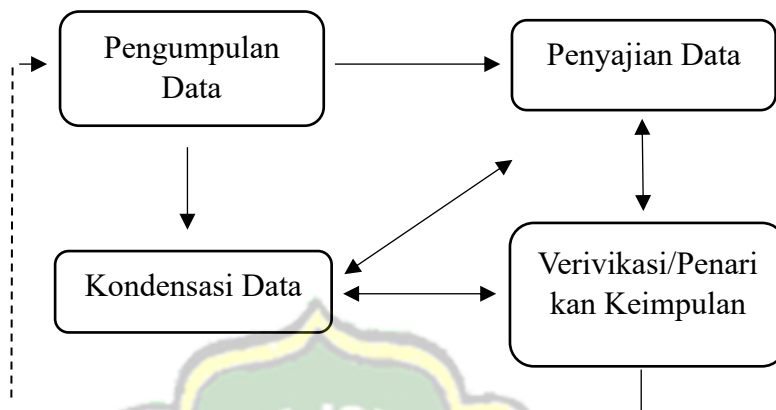 Pengumpulan
Data
Penyajian Data
Kondensasi Data
Verivikasi/Penari
kan Keimpulan